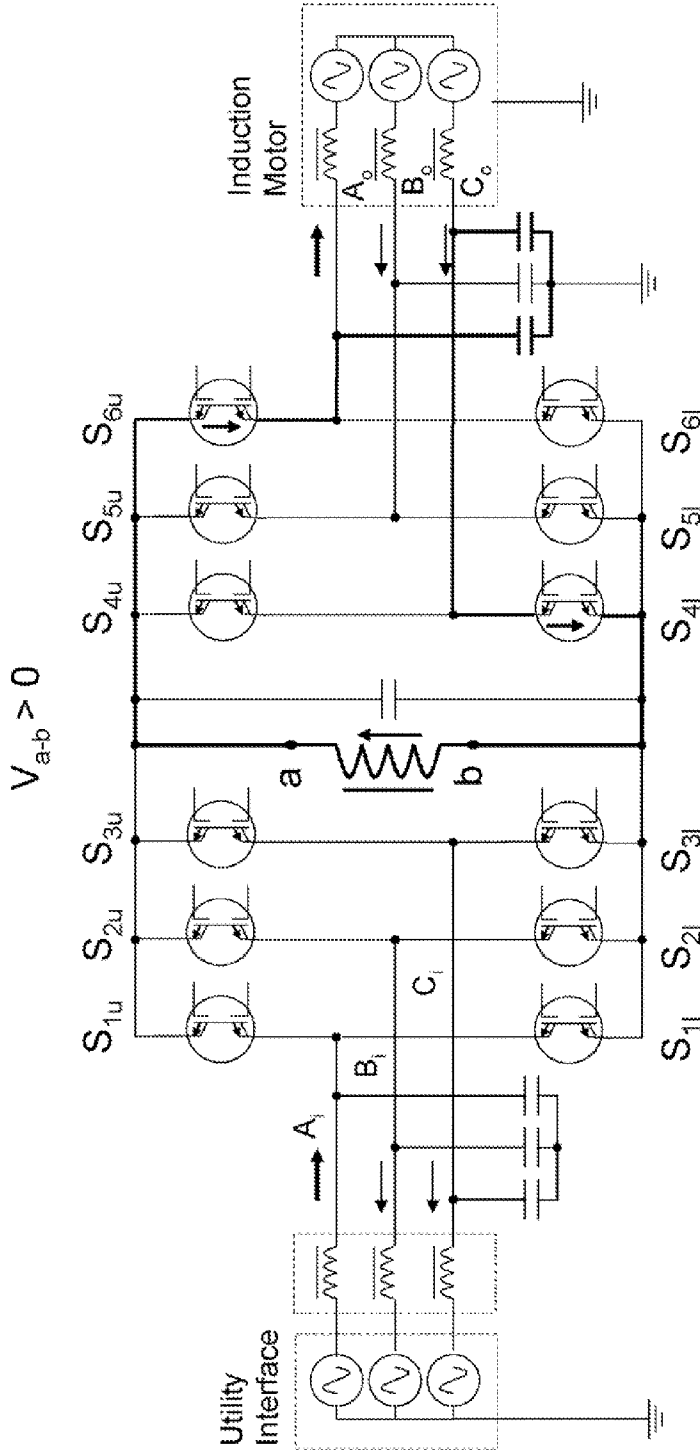 V_a-b > 0
S_1u S_2u S_3u S_4u S_5u S_6u
Utility
Interface
Induction
Motor
A_i
B_i
C_i
a
b
A_o
B_o
C_o
S_1l S_2l S_3l S_4l S_5l S_6l